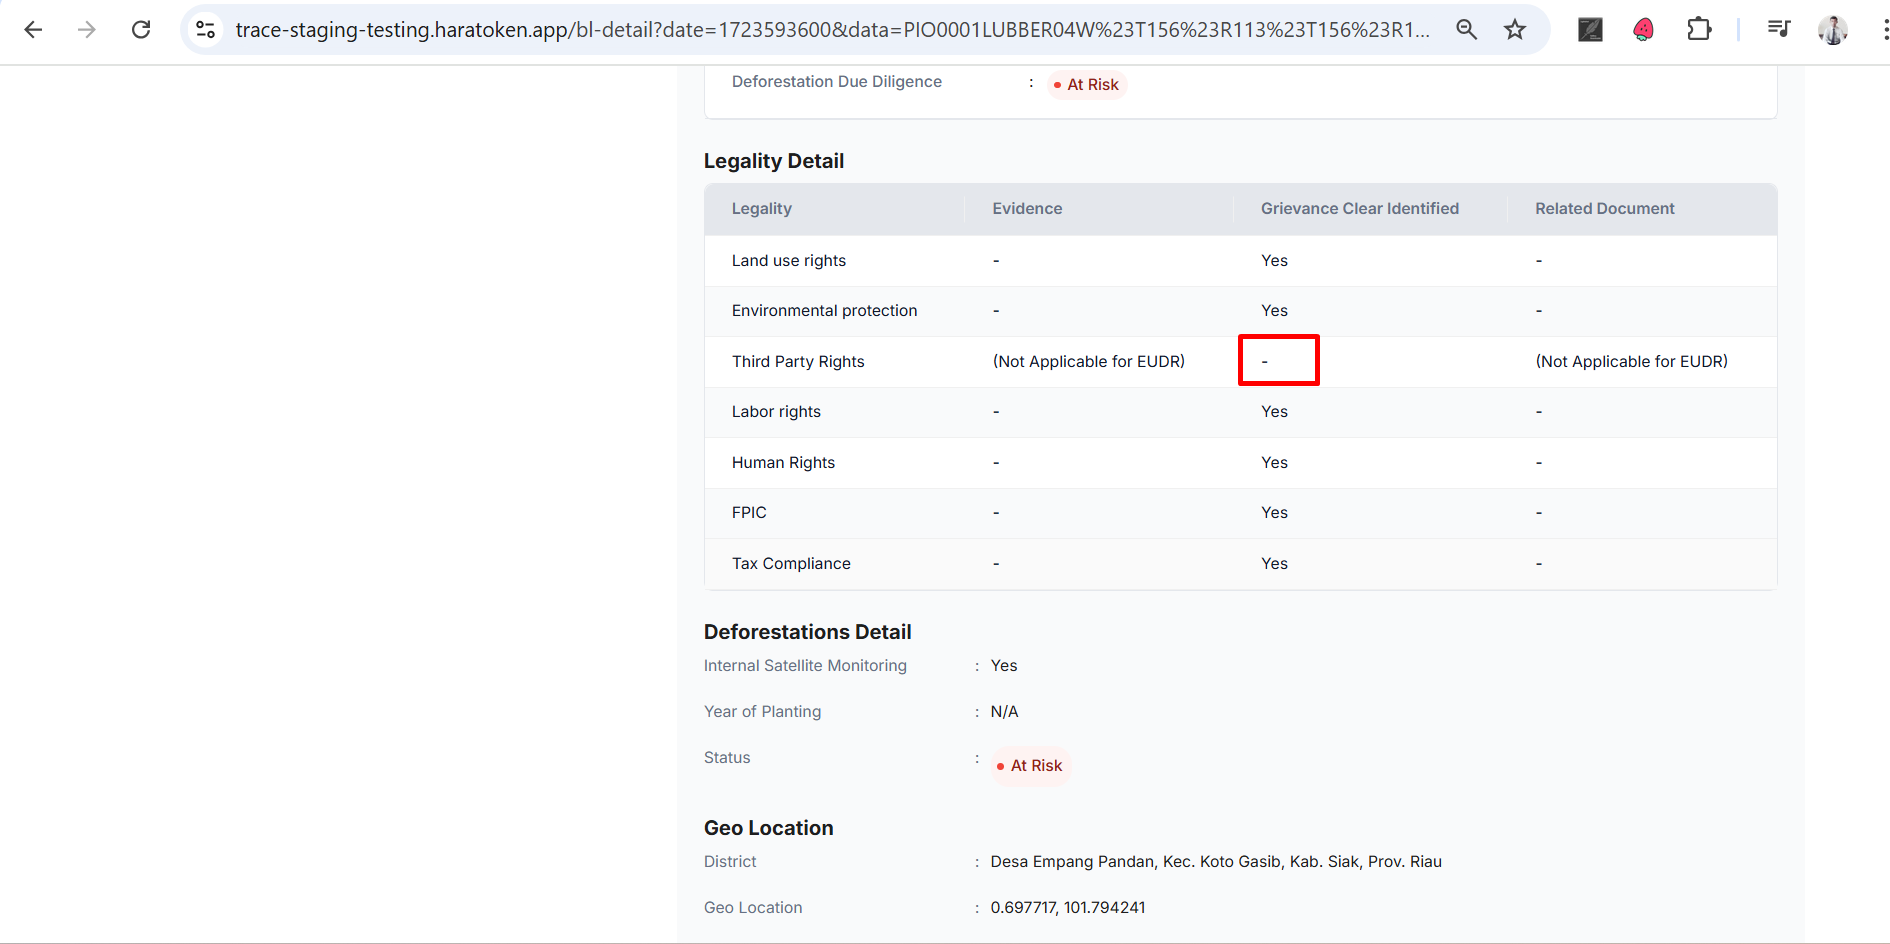 trace-staging-testing.haratoken.app/bl-detail?date=1723593600&data=PIO0001LUBBER04W%23T156%23R113%23T156%23R1...
Deforestation Due Diligence : At Risk
Legality Detail
Legality Evidence Grievance Clear Identified Related Document
Land use rights - Yes -
Environmental protection - Yes -
Third Party Rights (Not Applicable for EUDR) - (Not Applicable for EUDR)
Labor rights - Yes -
Human Rights - Yes -
FPIC - Yes -
Tax Compliance - Yes -
Deforestations Detail
Internal Satellite Monitoring : Yes
Year of Planting : N/A
Status : At Risk
Geo Location
District : Desa Empang Pandan, Kec. Koto Gasib, Kab. Siak, Prov. Riau
Geo Location : 0.697717, 101.794241